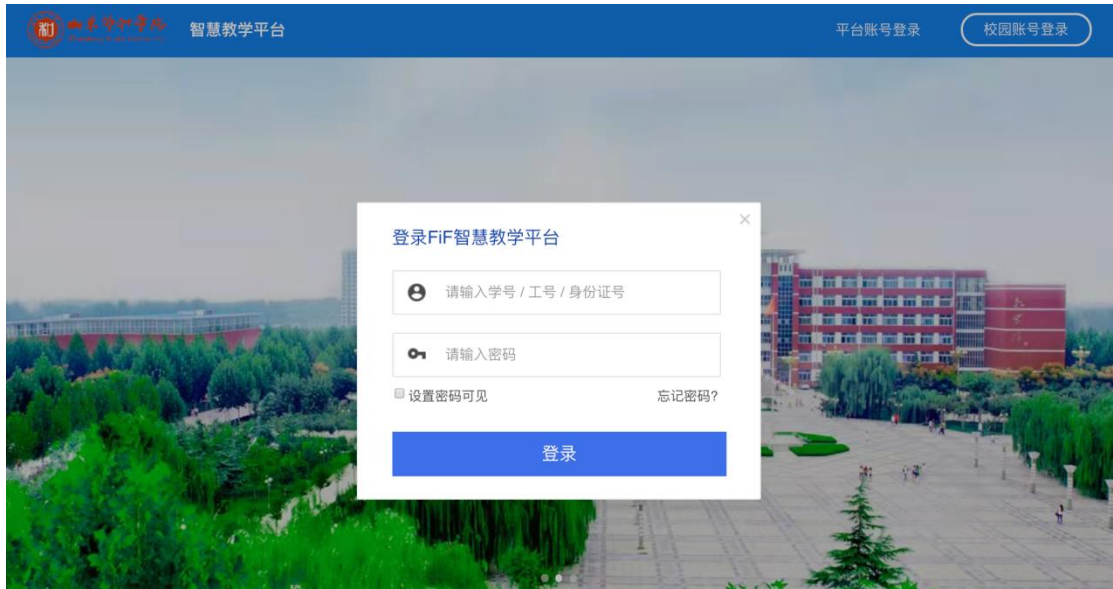 智慧教学平台
平台账号登录
校园账号登录
登录FiF智慧教学平台
请输入学号 / 工号 / 身份证号
请输入密码
设置密码可见
忘记密码?
登录